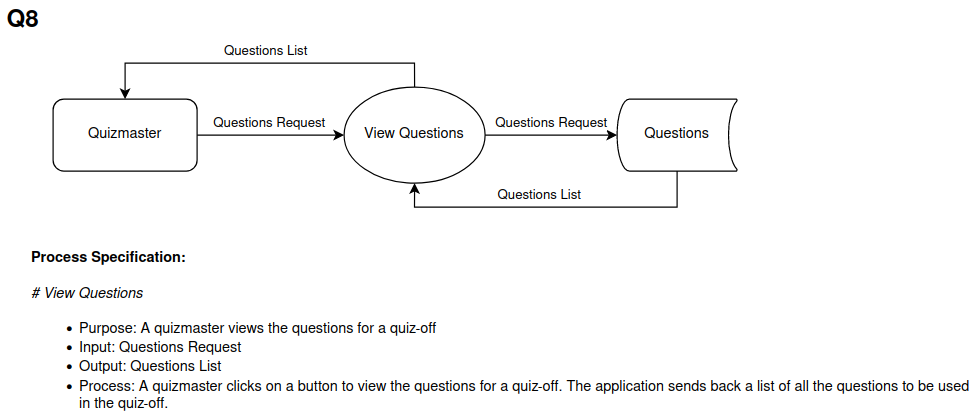 Q8
Questions List
Quizmaster
Questions Request
View Questions
Questions Request
Questions
Questions List
Process Specification:
# View Questions
• Purpose: A quizmaster views the questions for a quiz-off
• Input: Questions Request
• Output: Questions List
• Process: A quizmaster clicks on a button to view the questions for a quiz-off. The application sends back a list of all the questions to be used
in the quiz-off.